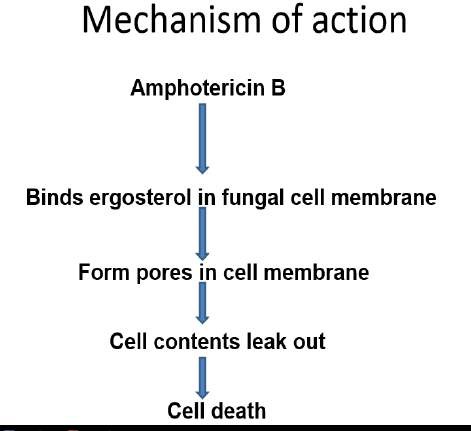 Mechanism of action
Amphotericin B
Binds ergosterol in fungal cell membrane
Form pores in cell membrane
Cell contents leak out
Cell death